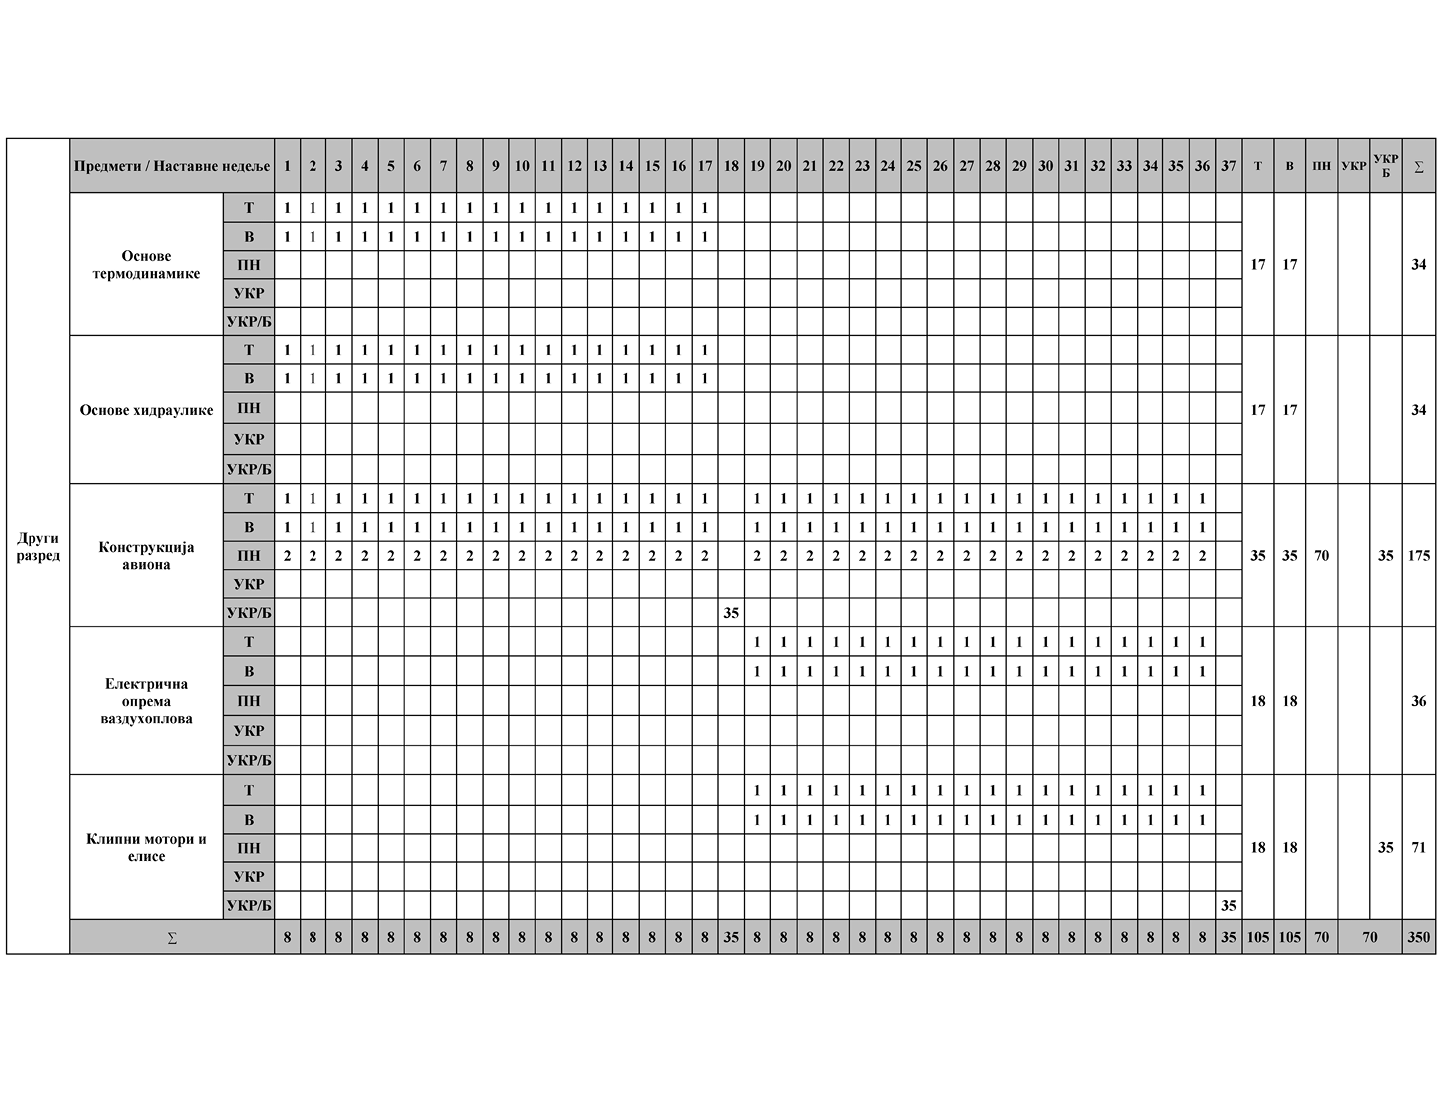 Предмети / Наставне недеље 1 2 3 4 5 6 7 8 9 10 11 12 13 14 15 16 17 18 19 20 21 22 23 24 25 26 27 28 29 30 31 32 33 34 35 36 37 Т В ПН УКР УКР Б ∑
Други
разред
Основе
термодинамике
Т 1 1 1 1 1 1 1 1 1 1 1 1 1 1 1 1 1
В 1 1 1 1 1 1 1 1 1 1 1 1 1 1 1 1 1
ПН
УКР
УКР/Б
17 17 34
Основе хидраулике
Т 1 1 1 1 1 1 1 1 1 1 1 1 1 1 1 1 1
В 1 1 1 1 1 1 1 1 1 1 1 1 1 1 1 1 1
ПН
УКР
УКР/Б
17 17 34
Конструкција
авиона
Т 1 1 1 1 1 1 1 1 1 1 1 1 1 1 1 1 1 1 1 1 1 1 1 1 1 1 1 1 1 1 1 1 1 1 1
В 1 1 1 1 1 1 1 1 1 1 1 1 1 1 1 1 1 1 1 1 1 1 1 1 1 1 1 1 1 1 1 1 1 1 1
ПН 2 2 2 2 2 2 2 2 2 2 2 2 2 2 2 2 2 2 2 2 2 2 2 2 2 2 2 2 2 2 2 2 2 2 2
УКР
УКР/Б 35
35 35 70 35 175
Електрична
опрема
ваздухоплова
Т 1 1 1 1 1 1 1 1 1 1 1 1 1 1 1 1 1 1
В 1 1 1 1 1 1 1 1 1 1 1 1 1 1 1 1 1 1
ПН
УКР
УКР/Б
18 18 36
Клипни мотори и
елисе
Т 1 1 1 1 1 1 1 1 1 1 1 1 1 1 1 1 1 1
В 1 1 1 1 1 1 1 1 1 1 1 1 1 1 1 1 1 1
ПН
УКР
УКР/Б 35
18 18 35 71
∑ 8 8 8 8 8 8 8 8 8 8 8 8 8 8 8 8 8 35 8 8 8 8 8 8 8 8 8 8 8 8 8 8 8 8 8 8 35 105 105 70 70 350